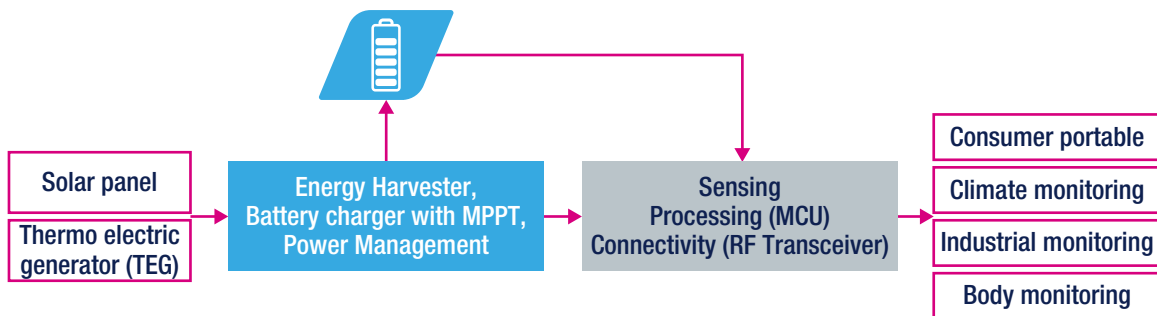 Solar panel
Thermo electric
generator (TEG)
Energy Harvester,
Battery charger with MPPT,
Power Management
Sensing
Processing (MCU)
Connectivity (RF Transceiver)
Consumer portable
Climate monitoring
Industrial monitoring
Body monitoring